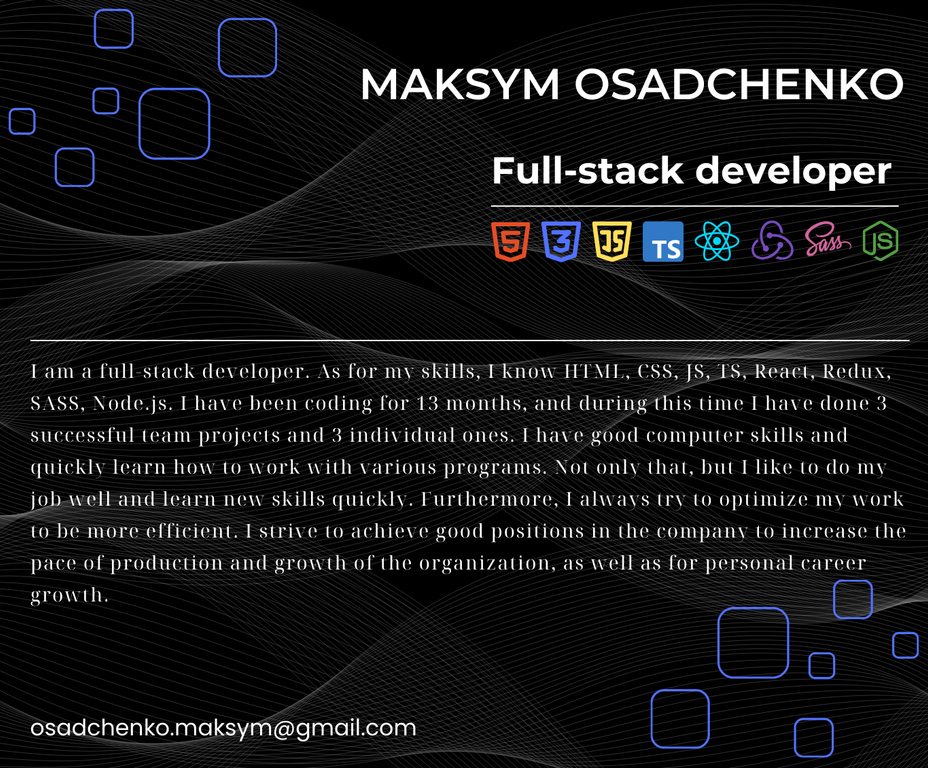 MAKSYM OSADCHENKO
Full-stack developer
5 3 JS TS Sass JS
I am a full-stack developer. As for my skills, I know HTML, CSS, JS, TS, React, Redux,
SASS, Node.js. I have been coding for 13 months, and during this time I have done 3
successful team projects and 3 individual ones. I have good computer skills and
quickly learn how to work with various programs. Not only that, but I like to do my
job well and learn new skills quickly. Furthermore, I always try to optimize my work
to be more efficient. I strive to achieve good positions in the company to increase the
pace of production and growth of the organization, as well as for personal career
growth.
osadchenko.maksym@gmail.com